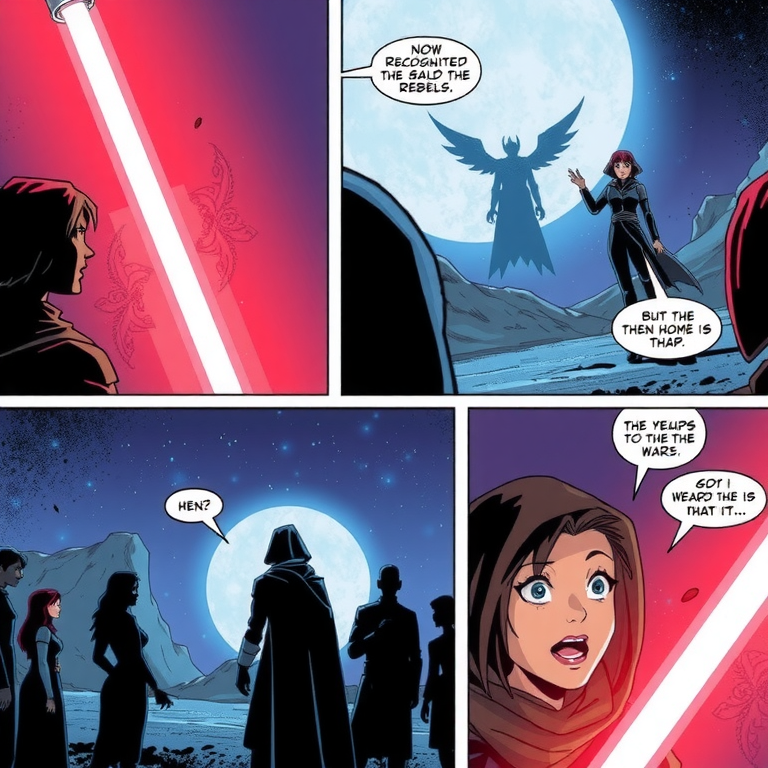 NOW
RECOGNITED
THE SALD THE
REBELS.
BUT THE
THEN HOME IS
THAP.
HEN?
THE YEUPS
TO THE THE
WARS.
GOT I
WEAPD THE IS
THAT IT...